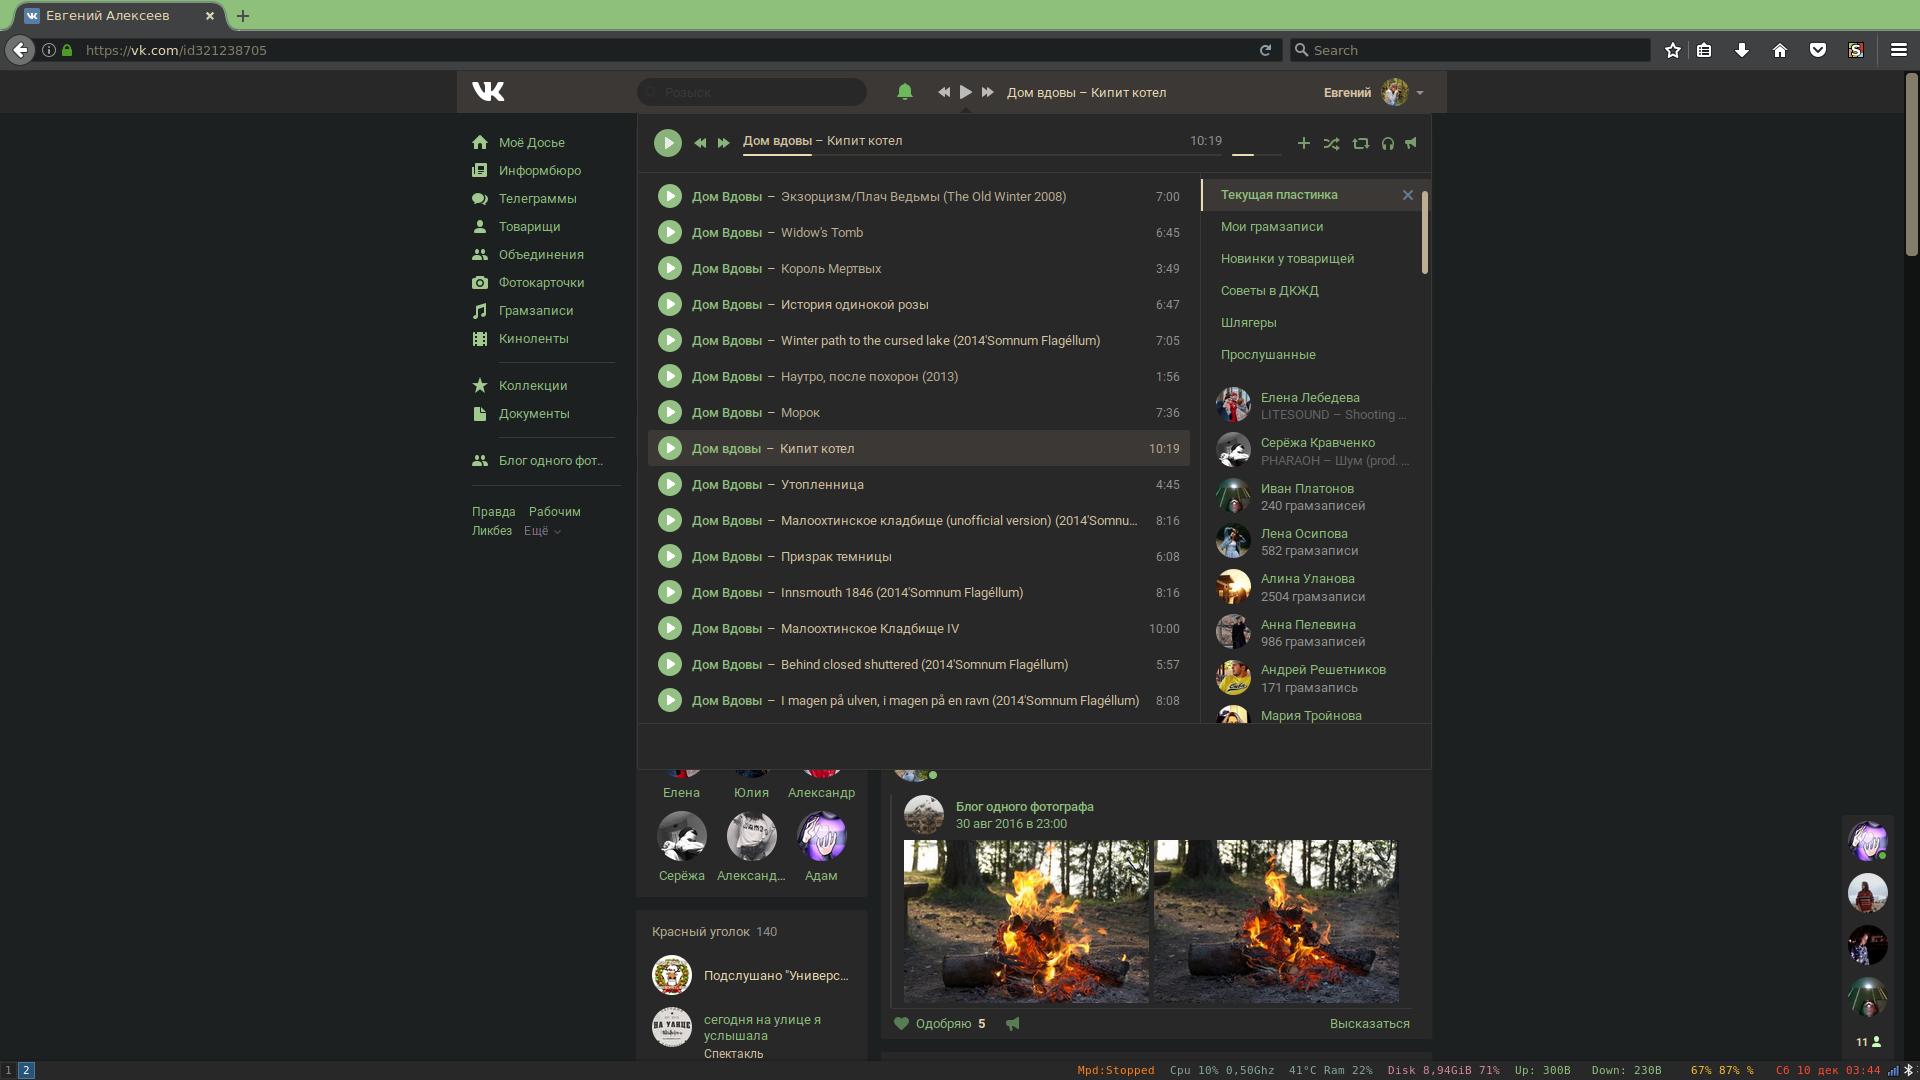 Евгений Алексеев
https://vk.com/id321238705
Search
Розыск
Дом вдовы – Кипит котел
Евгений
Моё Досье
Информбюро
Телеграммы
Товарищи
Объединения
Фотокарточки
Грамзаписи
Киноленты
Коллекции
Документы
Блог одного фот..
Правда Рабочим
Ликбез Ещё
Дом вдовы – Кипит котел 10:19
Дом Вдовы – Экзорцизм/Плач Ведьмы (The Old Winter 2008) 7:00
Дом Вдовы – Widow's Tomb 6:45
Дом Вдовы – Король Мертвых 3:49
Дом Вдовы – История одинокой розы 6:47
Дом Вдовы – Winter path to the cursed lake (2014'Somnum Flagéllum) 7:05
Дом Вдовы – Наутро, после похорон (2013) 1:56
Дом Вдовы – Морок 7:36
Дом вдовы – Кипит котел 10:19
Дом Вдовы – Утопленница 4:45
Дом Вдовы – Малоохтинское кладбище (unofficial version) (2014'Somnu... 8:16
Дом Вдовы – Призрак темницы 6:08
Дом Вдовы – Innsmouth 1846 (2014'Somnum Flagéllum) 8:16
Дом Вдовы – Малоохтинское Кладбище IV 10:00
Дом Вдовы – Behind closed shuttered (2014'Somnum Flagéllum) 5:57
Дом Вдовы – I magen på ulven, i magen på en ravn (2014'Somnum Flagéllum) 8:08
Текущая пластинка
Мои грамзаписи
Новинки у товарищей
Советы в ДКЖД
Шлягеры
Прослушанные
Елена Лебедева
LITESOUND – Shooting ...
Серёжа Кравченко
PHARAOH – Шум (prod. ...
Иван Платонов
240 грамзаписей
Лена Осипова
582 грамзаписи
Алина Уланова
2504 грамзаписи
Анна Пелевина
986 грамзаписей
Андрей Решетников
171 грамзапись
Мария Тройнова
Елена Юлия Александр
Серёжа Александ... Адам
Красный уголок 140
Подслушано "Универс...
НА УЛИЦЕ
сегодня на улице я
услышала
Спектакль
Блог одного фотографа
30 авг 2016 в 23:00
Одобряю 5
Высказаться
11
1 2
Mpd:Stopped Cpu 10% 0,50Ghz 41°C Ram 22% Disk 8,94GiB 71% Up: 300B Down: 230B 67% 87% % Сб 10 дек 03:44